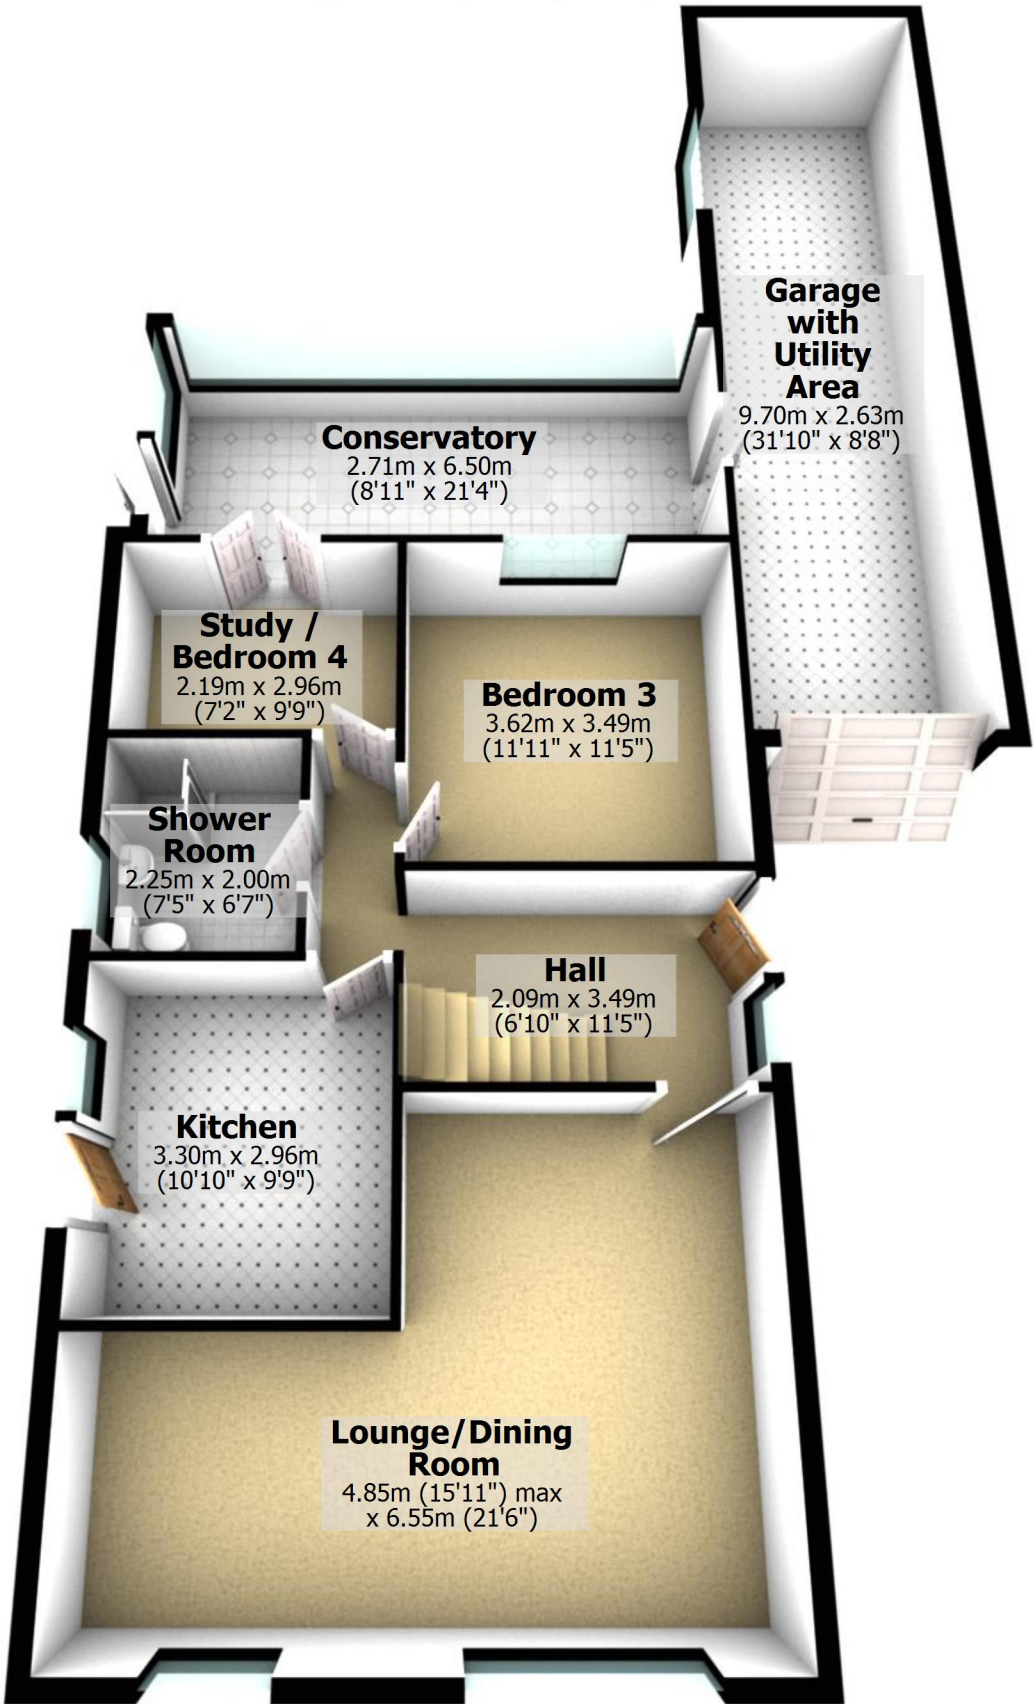 Garage
with
Utility
Area
9.70m x 2.63m
(31'10" x 8'8")
Conservatory
2.71m x 6.50m
(8'11" x 21'4")
Study /
Bedroom 4
2.19m x 2.96m
(7'2" x 9'9")
Bedroom 3
3.62m x 3.49m
(11'11" x 11'5")
Shower
Room
2.25m x 2.00m
(7'5" x 6'7")
Hall
2.09m x 3.49m
(6'10" x 11'5")
Kitchen
3.30m x 2.96m
(10'10" x 9'9")
Lounge/Dining
Room
4.85m (15'11") max
x 6.55m (21'6")